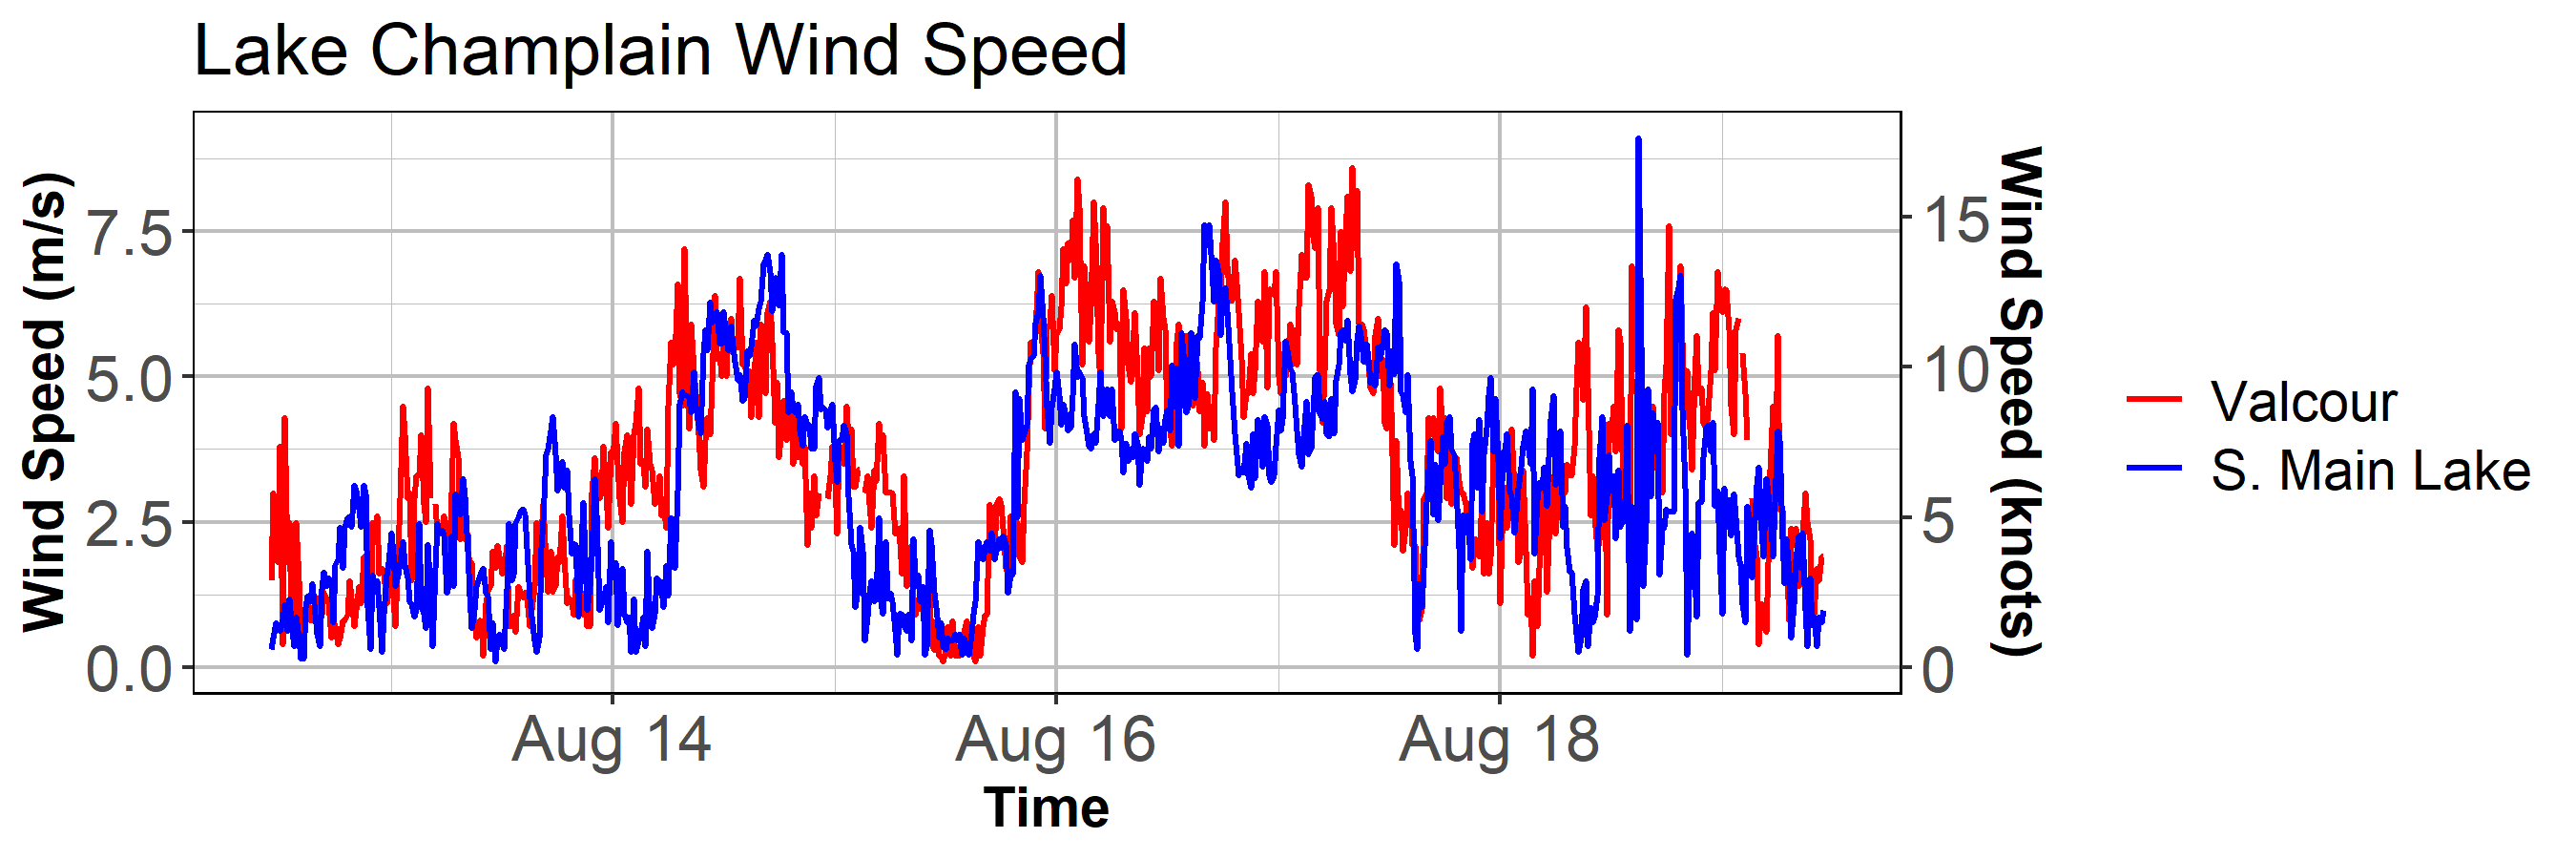 Lake Champlain Wind Speed
Wind Speed (m/s)
7.5
5.0
2.5
0.0
15
10
5
0
Wind Speed (knots)
Aug 14
Aug 16
Aug 18
Time
Valcour
S. Main Lake